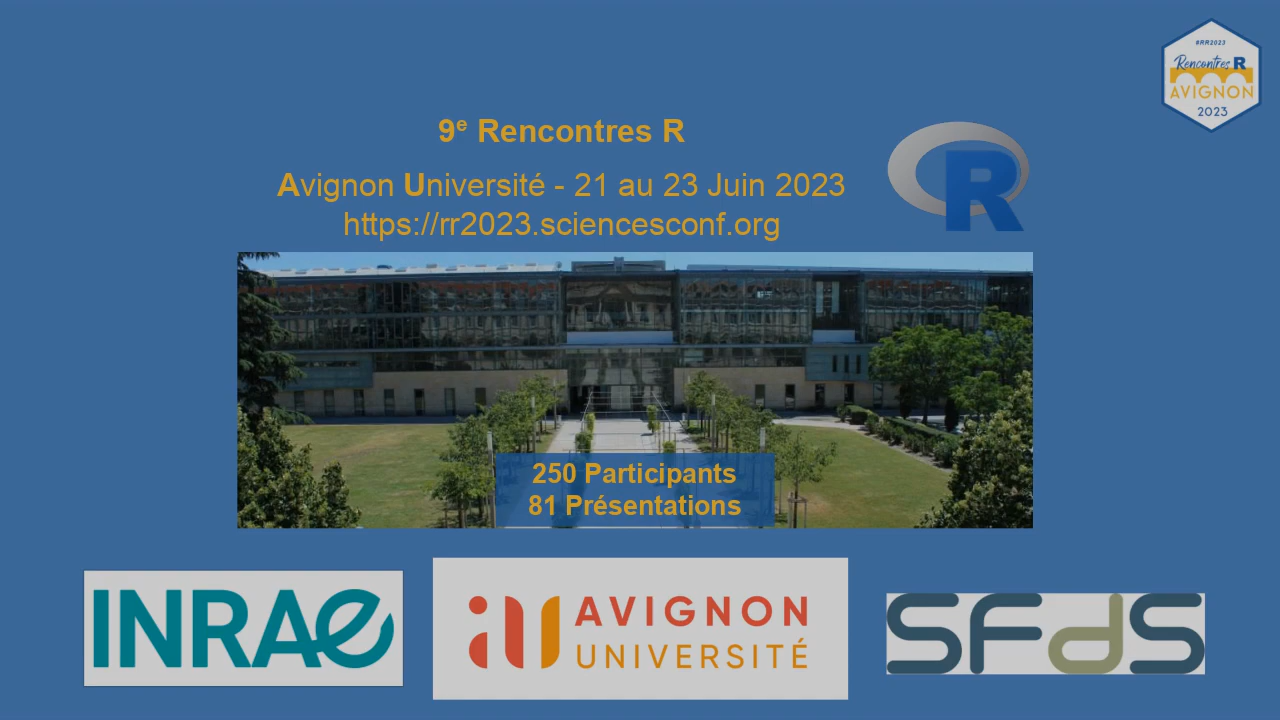 #RR2023
Rencontres R
AVIGNON
2023
9e Rencontres R
Avignon Université - 21 au 23 Juin 2023
https://rr2023.sciencesconf.org
R
250 Participants
81 Présentations
INRAE
au AVIGNON
UNIVERSITÉ
SFdS